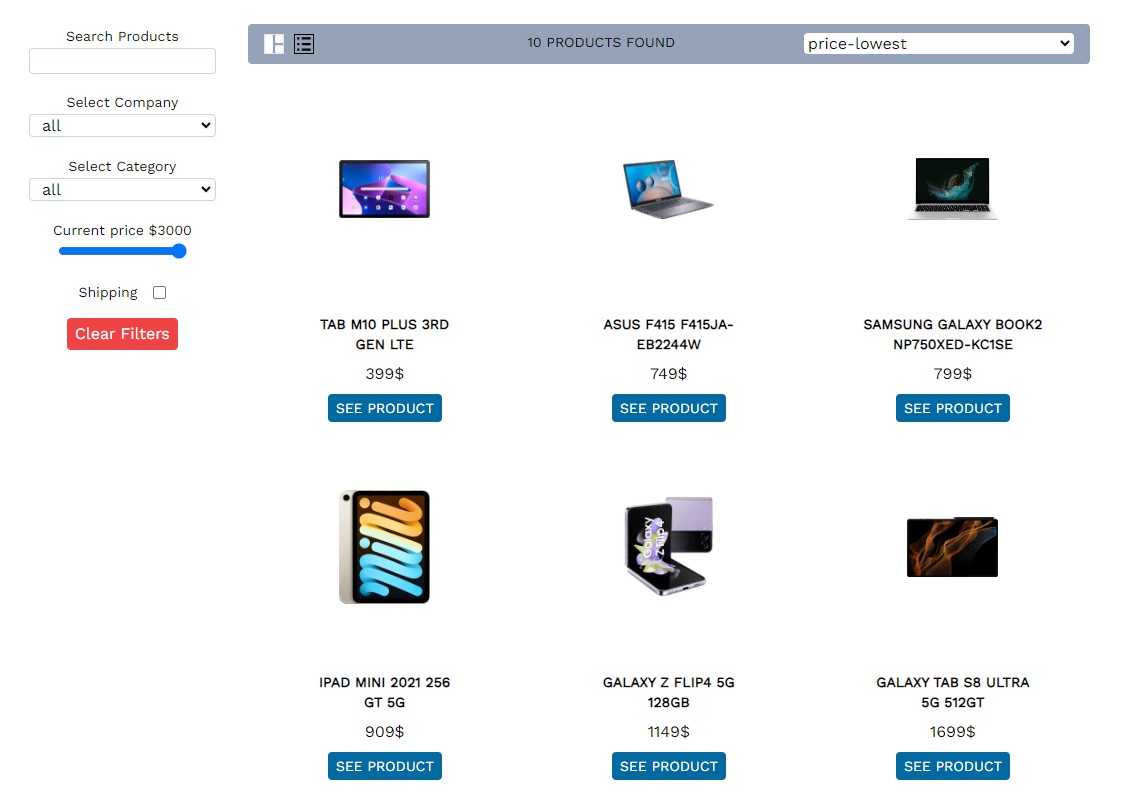 Search Products
Select Company
all
Select Category
all
Current price $3000
Shipping
Clear Filters
10 PRODUCTS FOUND
price-lowest
TAB M10 PLUS 3RD
GEN LTE
399$
SEE PRODUCT
ASUS F415 F415JA-
EB2244W
749$
SEE PRODUCT
SAMSUNG GALAXY BOOK2
NP750XED-KC1SE
799$
SEE PRODUCT
IPAD MINI 2021 256
GT 5G
909$
SEE PRODUCT
Galaxy
Z Flip4
GALAXY Z FLIP4 5G
128GB
1149$
SEE PRODUCT
GALAXY TAB S8 ULTRA
5G 512GT
1699$
SEE PRODUCT